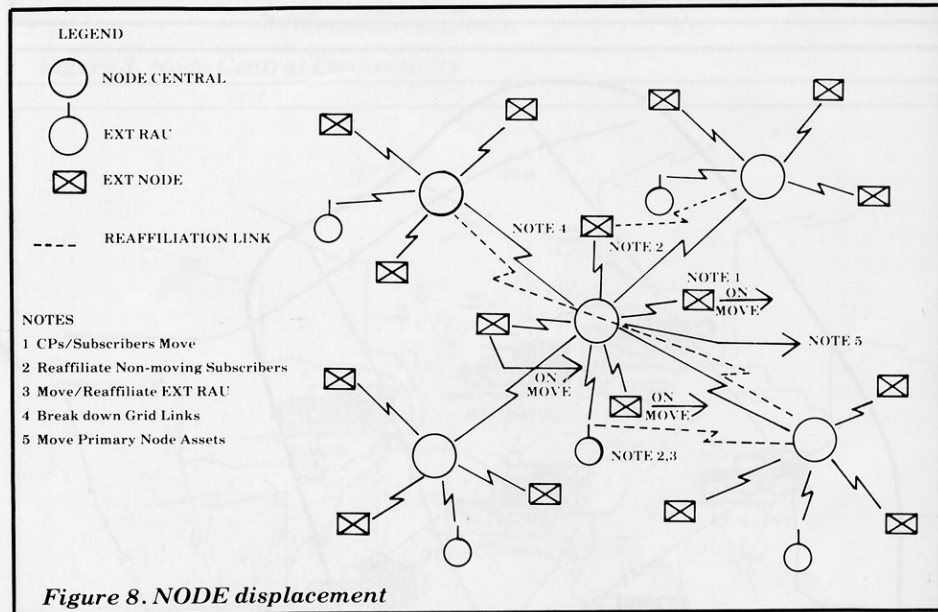 LEGEND
NODE CENTRAL
EXT RAU
EXT NODE
REAFFILIATION LINK
NOTES
1 CPs/Subscribers Move
2 Reaffiliate Non-moving Subscribers
3 Move/Reaffiliate EXT RAU
4 Break down Grid Links
5 Move Primary Node Assets
NOTE 4
NOTE 2
NOTE 1
ON
MOVE
NOTE 5
ON
MOVE
ON
MOVE
NOTE 2,3
Figure 8. NODE displacement